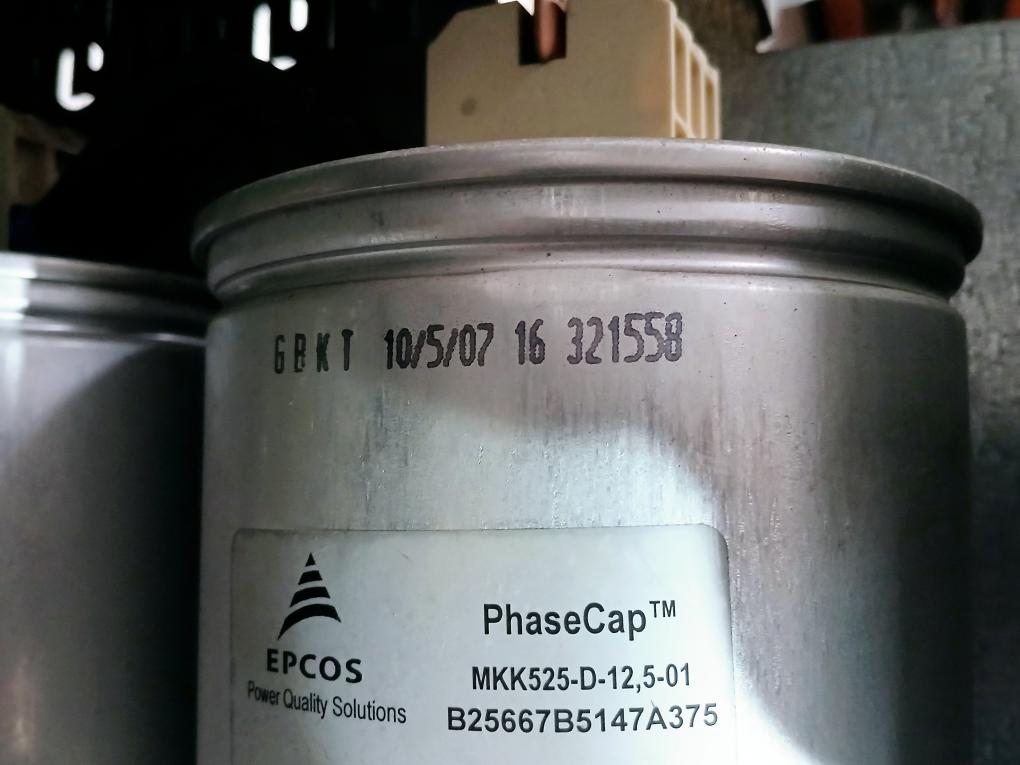 GBKT 10/5/07 16 321558
EPCOS
Power Quality Solutions
PhaseCap™
MKK525-D-12,5-01
B25667B5147A375